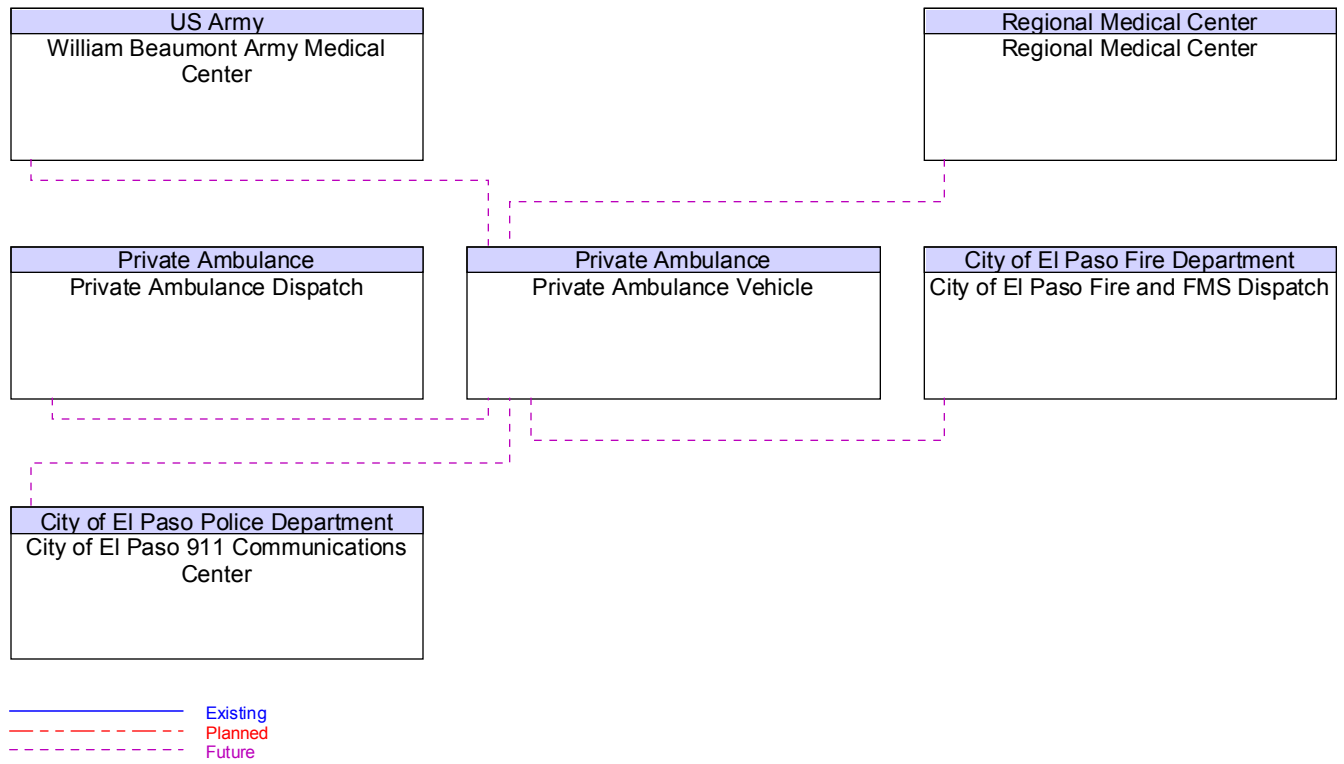 US Army
William Beaumont Army Medical
Center
Regional Medical Center
Regional Medical Center
Private Ambulance
Private Ambulance Dispatch
Private Ambulance
Private Ambulance Vehicle
City of El Paso Fire Department
City of El Paso Fire and FMS Dispatch
City of El Paso Police Department
City of El Paso 911 Communications
Center
Existing
Planned
Future